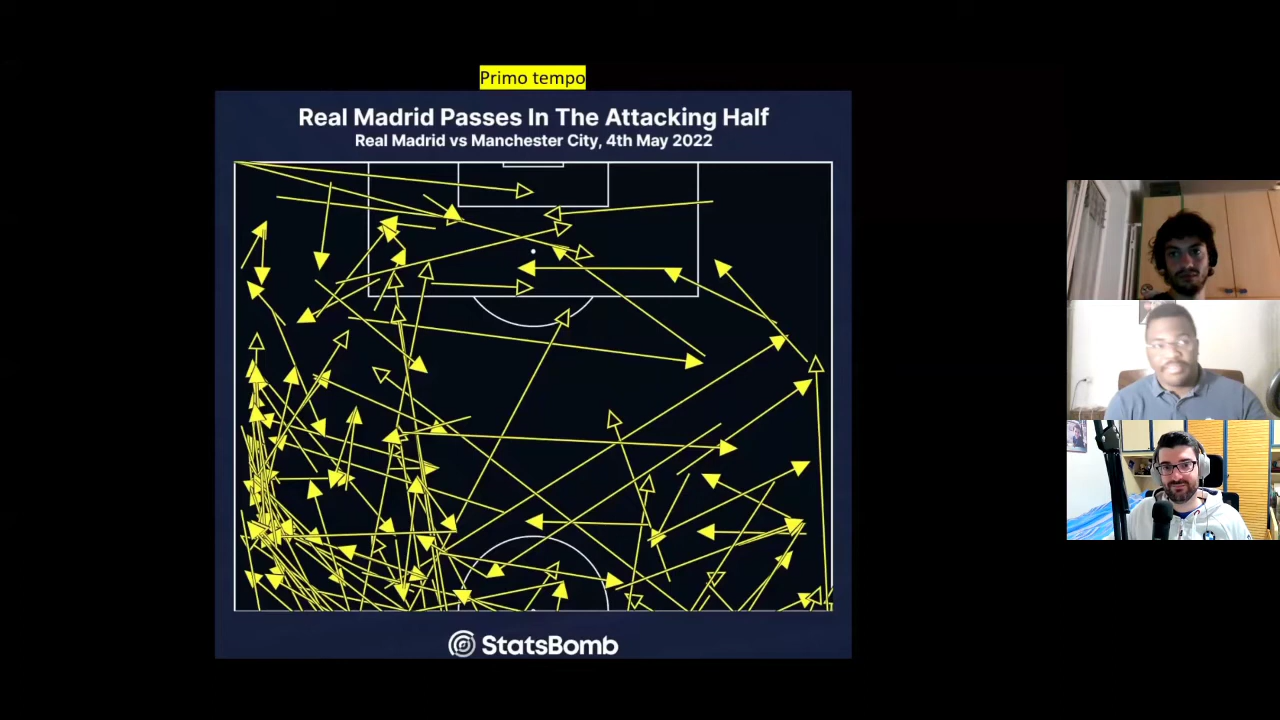 Primo tempo
Real Madrid Passes In The Attacking Half
Real Madrid vs Manchester City, 4th May 2022
StatsBomb